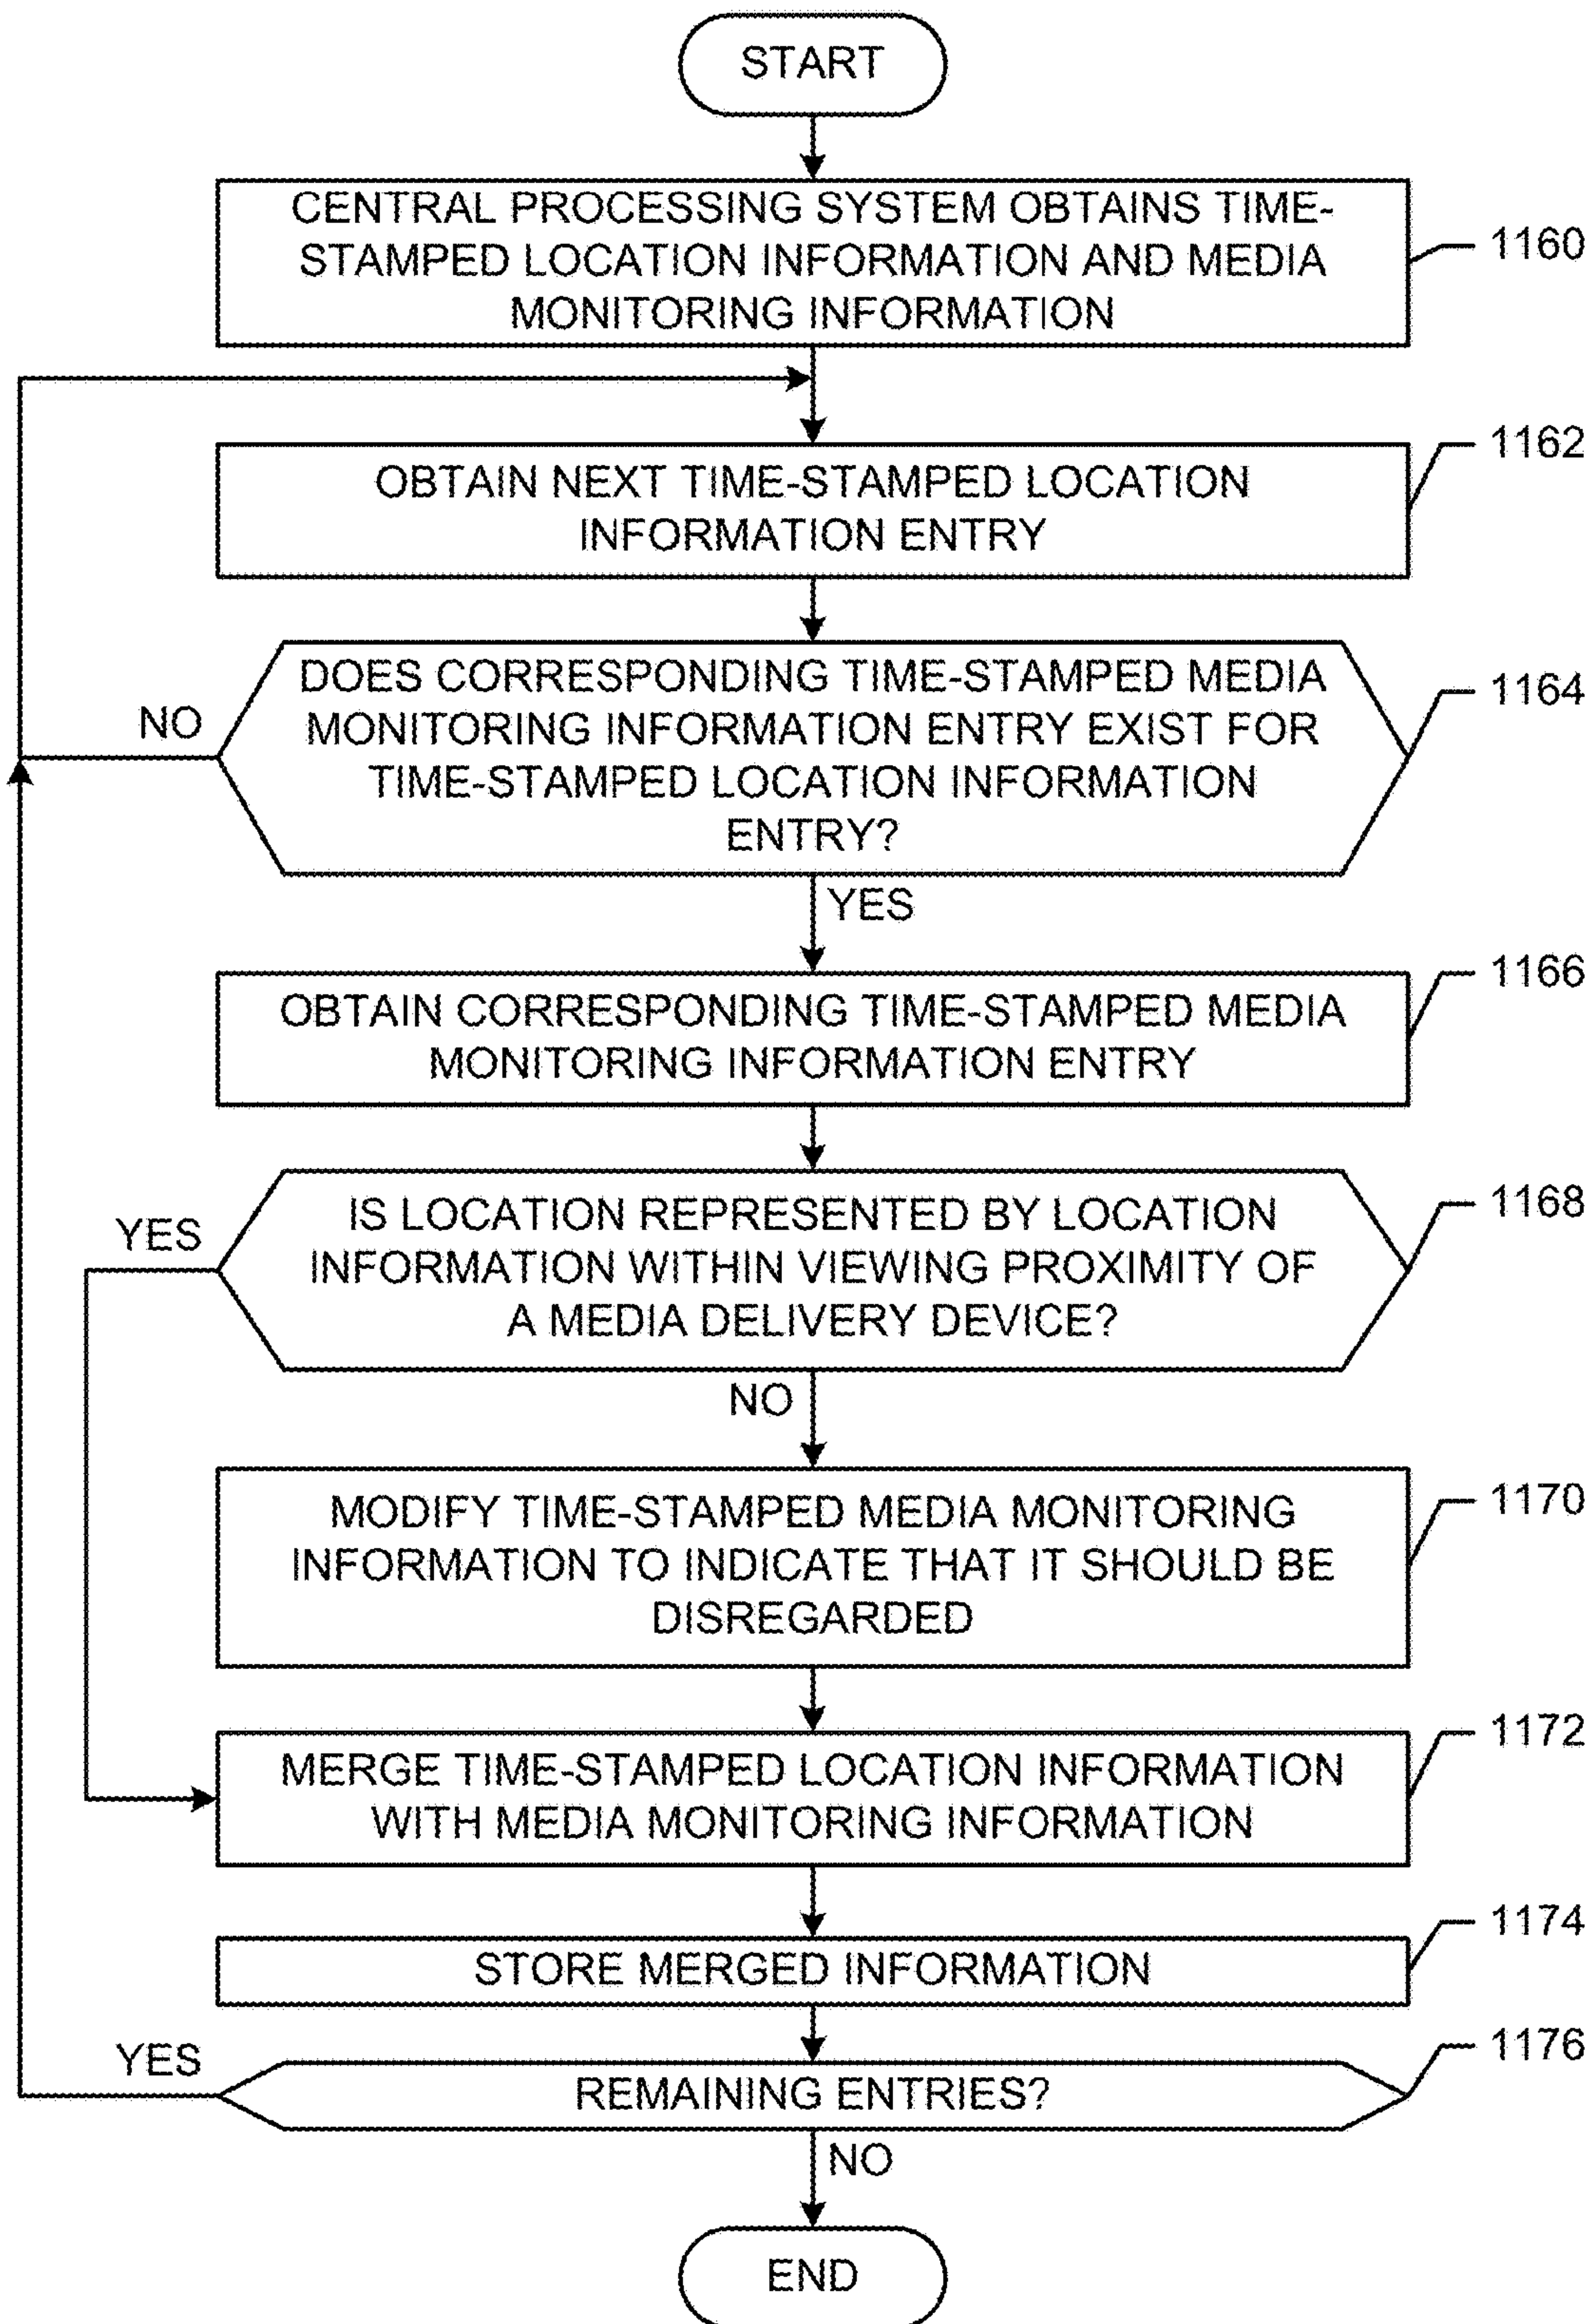 START
CENTRAL PROCESSING SYSTEM OBTAINS TIME-
STAMPED LOCATION INFORMATION AND MEDIA
MONITORING INFORMATION
1160
OBTAIN NEXT TIME-STAMPED LOCATION
INFORMATION ENTRY
1162
DOES CORRESPONDING TIME-STAMPED MEDIA
MONITORING INFORMATION ENTRY EXIST FOR
TIME-STAMPED LOCATION INFORMATION
ENTRY?
1164
NO
YES
OBTAIN CORRESPONDING TIME-STAMPED MEDIA
MONITORING INFORMATION ENTRY
1166
IS LOCATION REPRESENTED BY LOCATION
INFORMATION WITHIN VIEWING PROXIMITY OF
A MEDIA DELIVERY DEVICE?
1168
YES
NO
MODIFY TIME-STAMPED MEDIA MONITORING
INFORMATION TO INDICATE THAT IT SHOULD BE
DISREGARDED
1170
MERGE TIME-STAMPED LOCATION INFORMATION
WITH MEDIA MONITORING INFORMATION
1172
STORE MERGED INFORMATION
1174
REMAINING ENTRIES?
1176
YES
NO
END